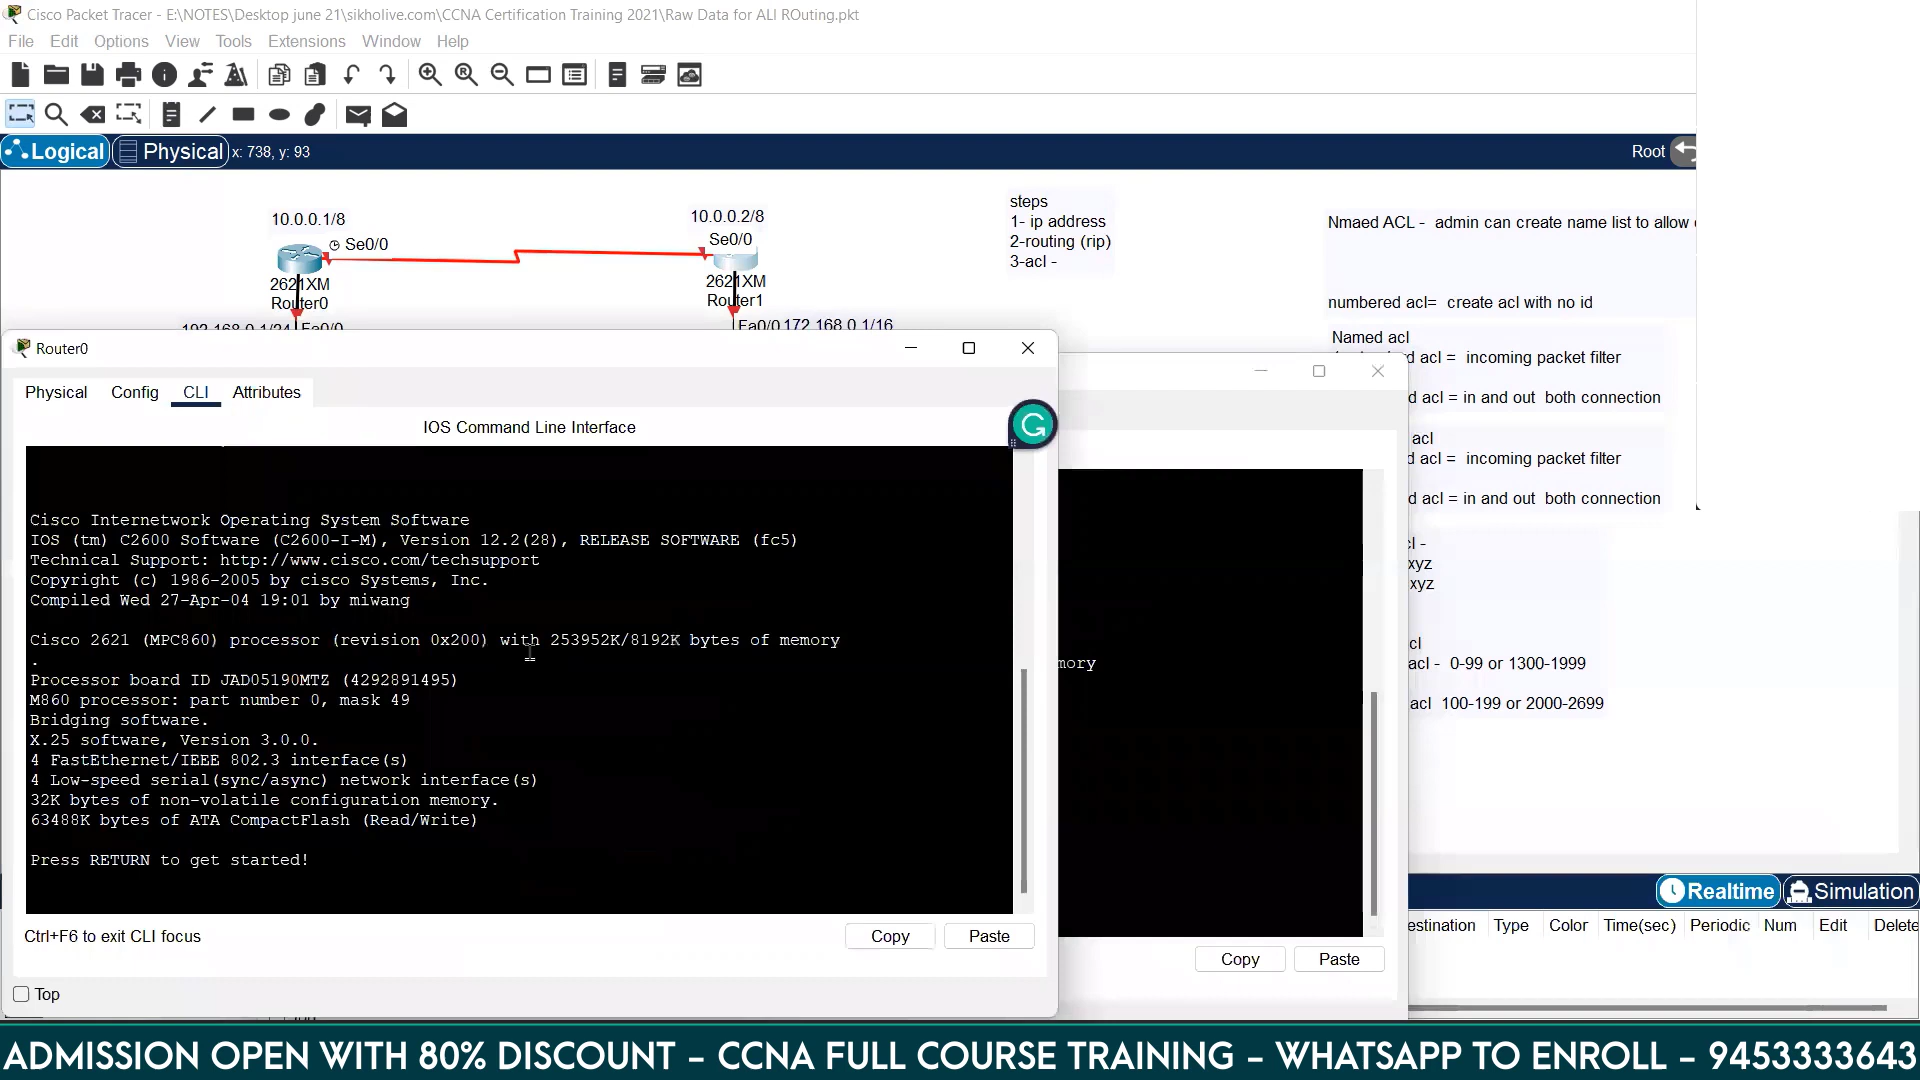 Cisco Packet Tracer - E:\NOTES\Desktop june 21\sikholive.com\CCNA Certification Training 2021\Raw Data for ALI ROuting.pkt
File Edit Options View Tools Extensions Window Help
Logical Physical x: 738, y: 93
Root
10.0.0.1/8
Se0/0
2621XM
Router0
192.168.0.1/24 Fa0/0
10.0.0.2/8
Se0/0
2621XM
Router1
Fa0/0 172.168.0.1/16
steps
1- ip address
2-routing (rip)
3-acl -
Nmaed ACL - admin can create name list to allow
numbered acl= create acl with no id
Named acl
d acl = incoming packet filter
d acl = in and out both connection
acl
d acl = incoming packet filter
d acl = in and out both connection
cl -
xyz
xyz
cl
acl - 0-99 or 1300-1999
acl 100-199 or 2000-2699
Router0
Physical Config CLI Attributes
IOS Command Line Interface
Cisco Internetwork Operating System Software
IOS (tm) C2600 Software (C2600-I-M), Version 12.2(28), RELEASE SOFTWARE (fc5)
Technical Support: http://www.cisco.com/techsupport
Copyright (c) 1986-2005 by cisco Systems, Inc.
Compiled Wed 27-Apr-04 19:01 by miwang
Cisco 2621 (MPC860) processor (revision 0x200) with 253952K/8192K bytes of memory
.
Processor board ID JAD05190MTZ (4292891495)
M860 processor: part number 0, mask 49
Bridging software.
X.25 software, Version 3.0.0.
4 FastEthernet/IEEE 802.3 interface(s)
4 Low-speed serial(sync/async) network interface(s)
32K bytes of non-volatile configuration memory.
63488K bytes of ATA CompactFlash (Read/Write)
Press RETURN to get started!
Ctrl+F6 to exit CLI focus
Copy Paste
Top
mory
Copy Paste
Realtime Simulation
estination Type Color Time(sec) Periodic Num Edit Delete
ADMISSION OPEN WITH 80% DISCOUNT – CCNA FULL COURSE TRAINING – WHATSAPP TO ENROLL – 9453333643